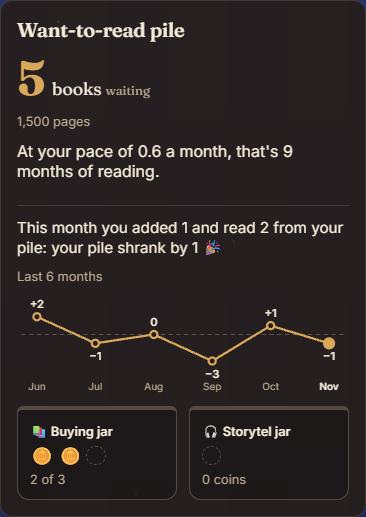 Want-to-read pile
5 books waiting
1,500 pages
At your pace of 0.6 a month, that's 9
months of reading.
This month you added 1 and read 2 from your
pile: your pile shrank by 1 🎉
Last 6 months
+2
−1
0
−3
+1
−1
Jun Jul Aug Sep Oct Nov
📚 Buying jar
2 of 3
🎧 Storytel jar
0 coins